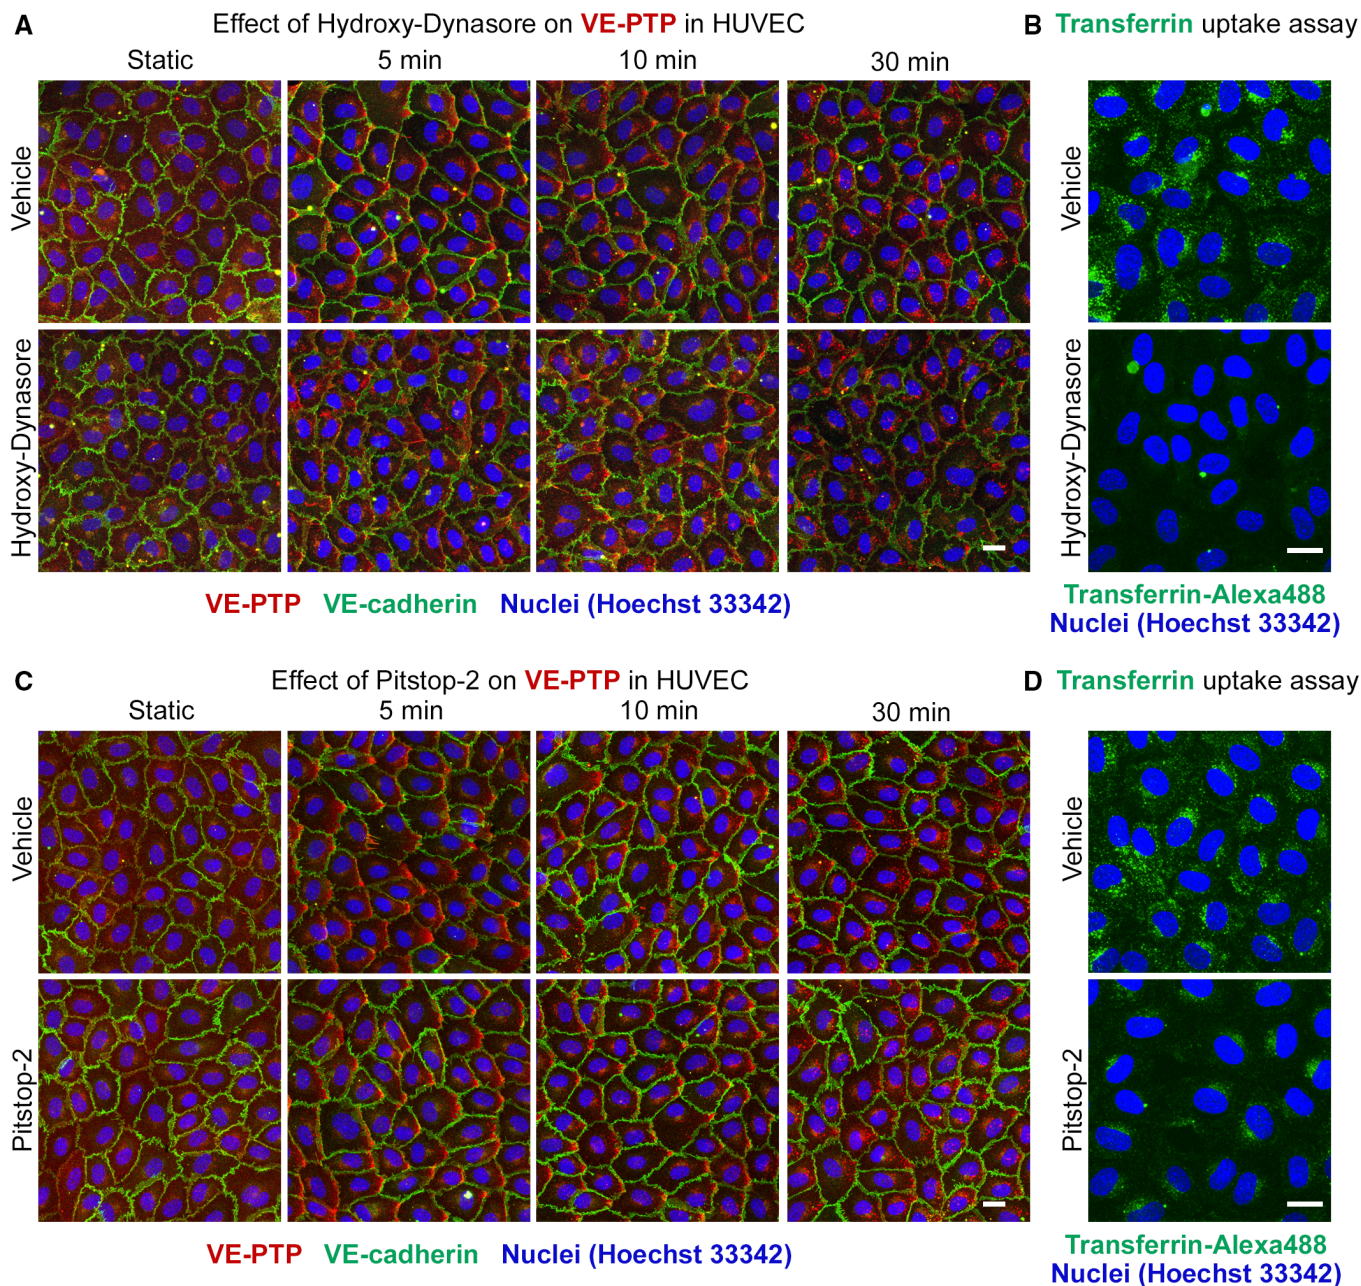 A Effect of Hydroxy-Dynasore on VE-PTP in HUVEC
Static 5 min 10 min 30 min
Vehicle
Hydroxy-Dynasore
VE-PTP VE-cadherin Nuclei (Hoechst 33342)
B Transferrin uptake assay
Vehicle
Hydroxy-Dynasore
Transferrin-Alexa488
Nuclei (Hoechst 33342)
C Effect of Pitstop-2 on VE-PTP in HUVEC
Static 5 min 10 min 30 min
Vehicle
Pitstop-2
VE-PTP VE-cadherin Nuclei (Hoechst 33342)
D Transferrin uptake assay
Vehicle
Pitstop-2
Transferrin-Alexa488
Nuclei (Hoechst 33342)